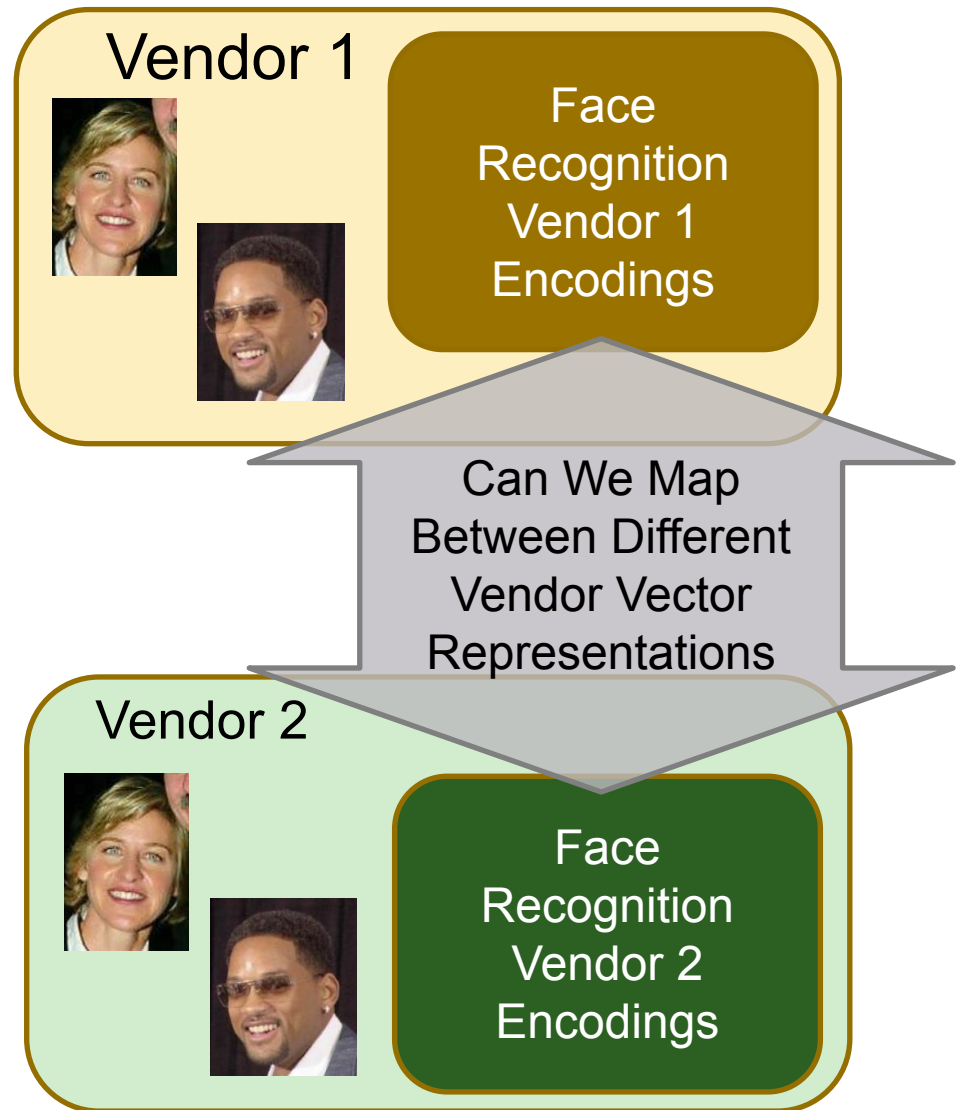 Vendor 1
Face
Recognition
Vendor 1
Encodings
Can We Map
Between Different
Vendor Vector
Representations
Vendor 2
Face
Recognition
Vendor 2
Encodings